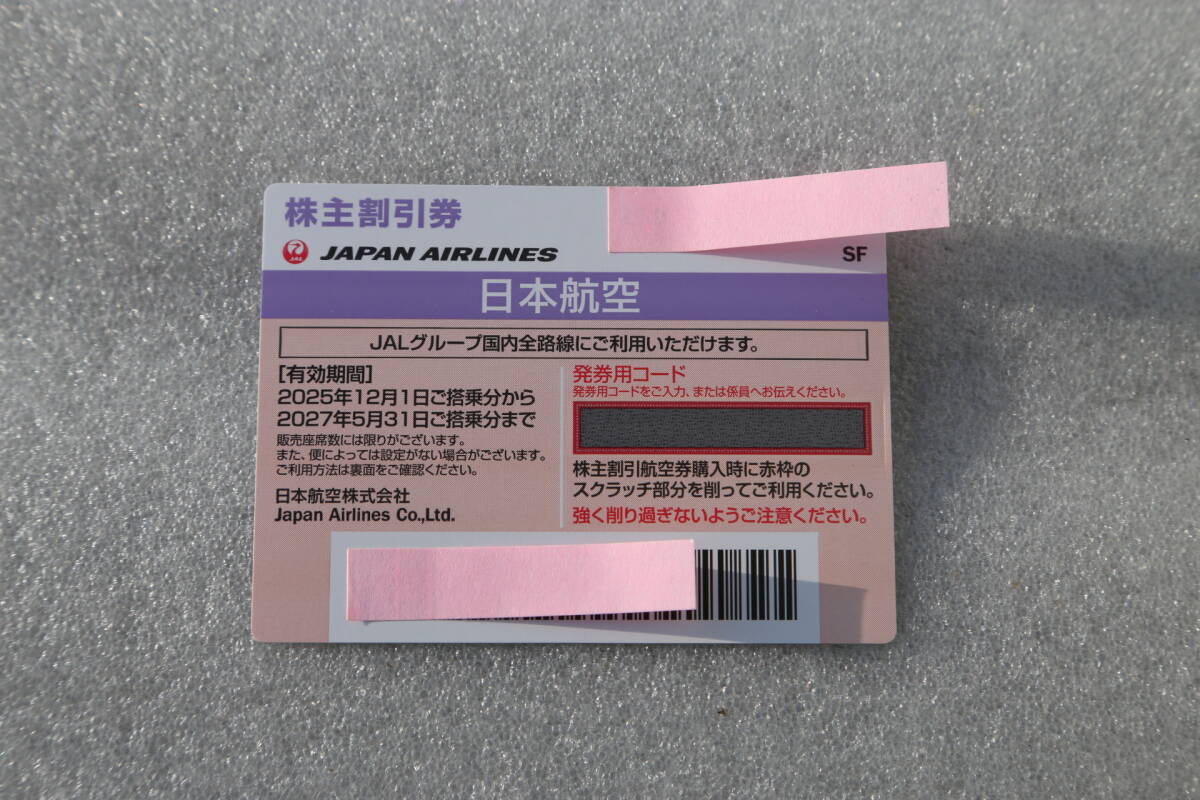 株主割引券
JAL JAPAN AIRLINES
SF
日本航空
JALグループ国内全路線にご利用いただけます。
[有効期間]
2025年12月1日ご搭乗分から
2027年5月31日ご搭乗分まで
販売座席数には限りがございます。
また、便によっては設定がない場合がございます。
ご利用方法は裏面をご確認ください。
日本航空株式会社
Japan Airlines Co.,Ltd.
発券用コード
発券用コードをご入力、または係員へお伝えください。
株主割引航空券購入時に赤枠の
スクラッチ部分を削ってご利用ください。
強く削り過ぎないようご注意ください。